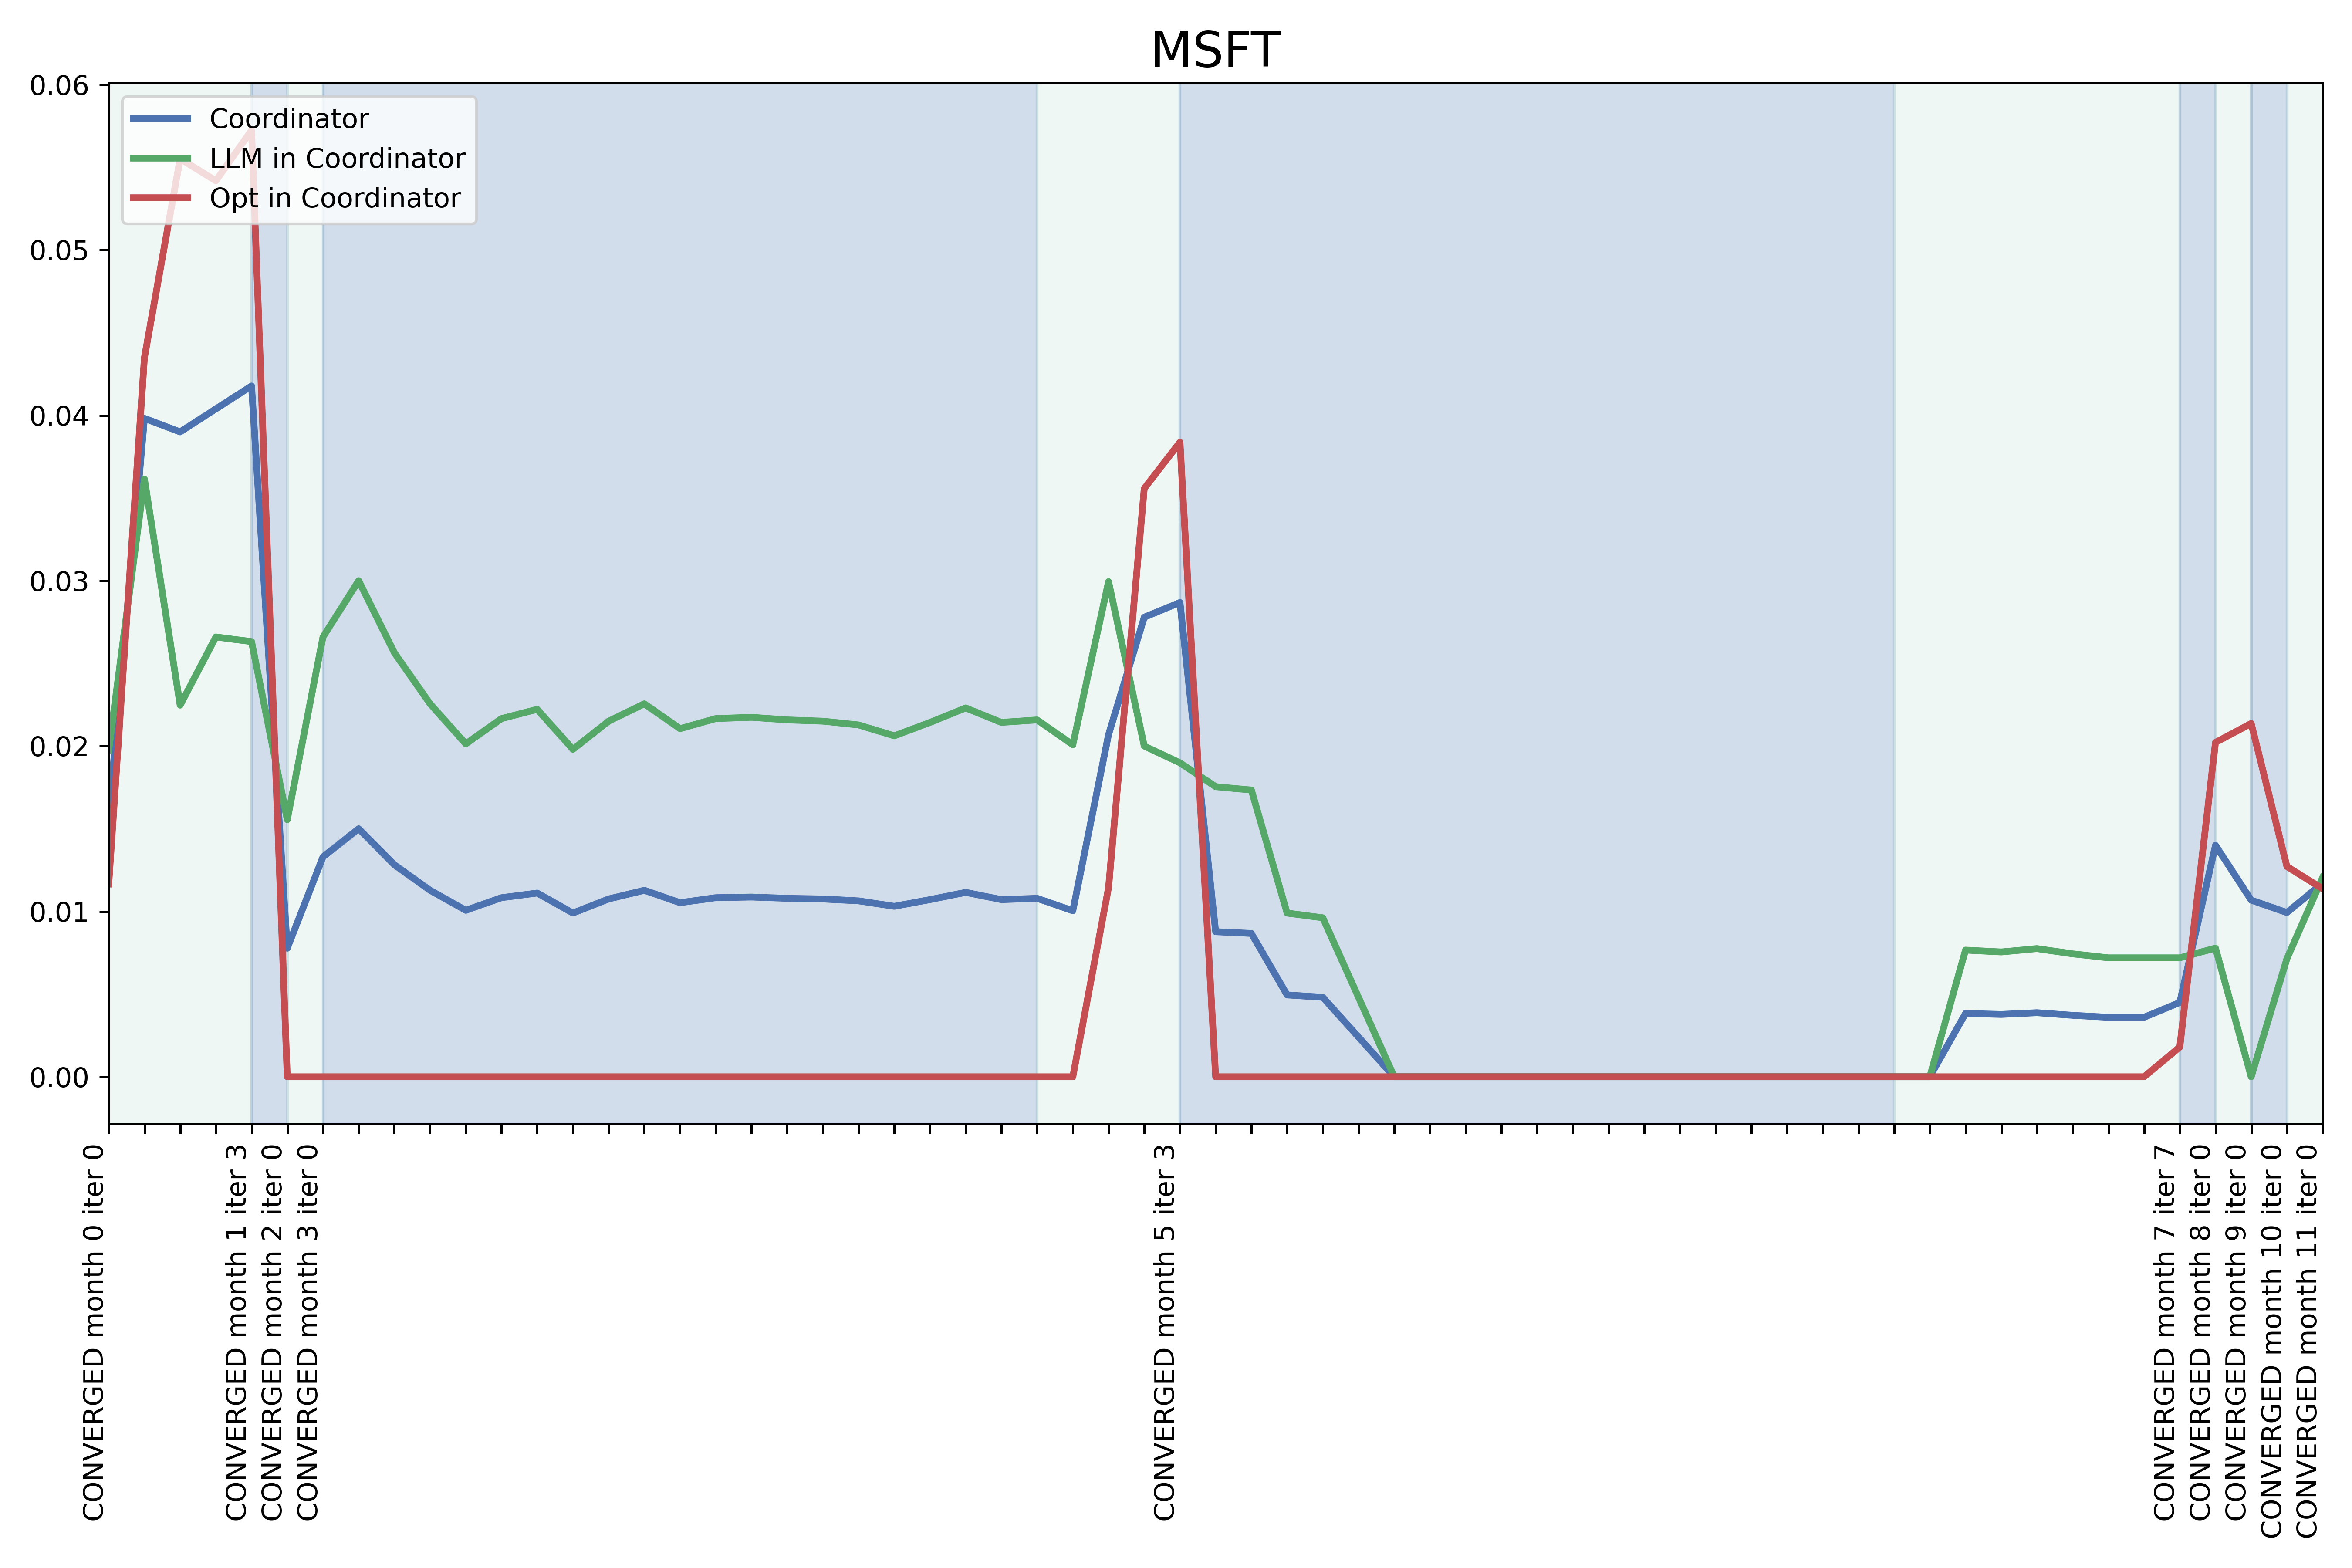 MSFT
0.06
0.05
0.04
0.03
0.02
0.01
0.00
Coordinator
LLM in Coordinator
Opt in Coordinator
CONVERGED month 0 iter 0
CONVERGED month 1 iter 3
CONVERGED month 2 iter 0
CONVERGED month 3 iter 0
CONVERGED month 5 iter 3
CONVERGED month 7 iter 7
CONVERGED month 8 iter 0
CONVERGED month 9 iter 0
CONVERGED month 10 iter 0
CONVERGED month 11 iter 0